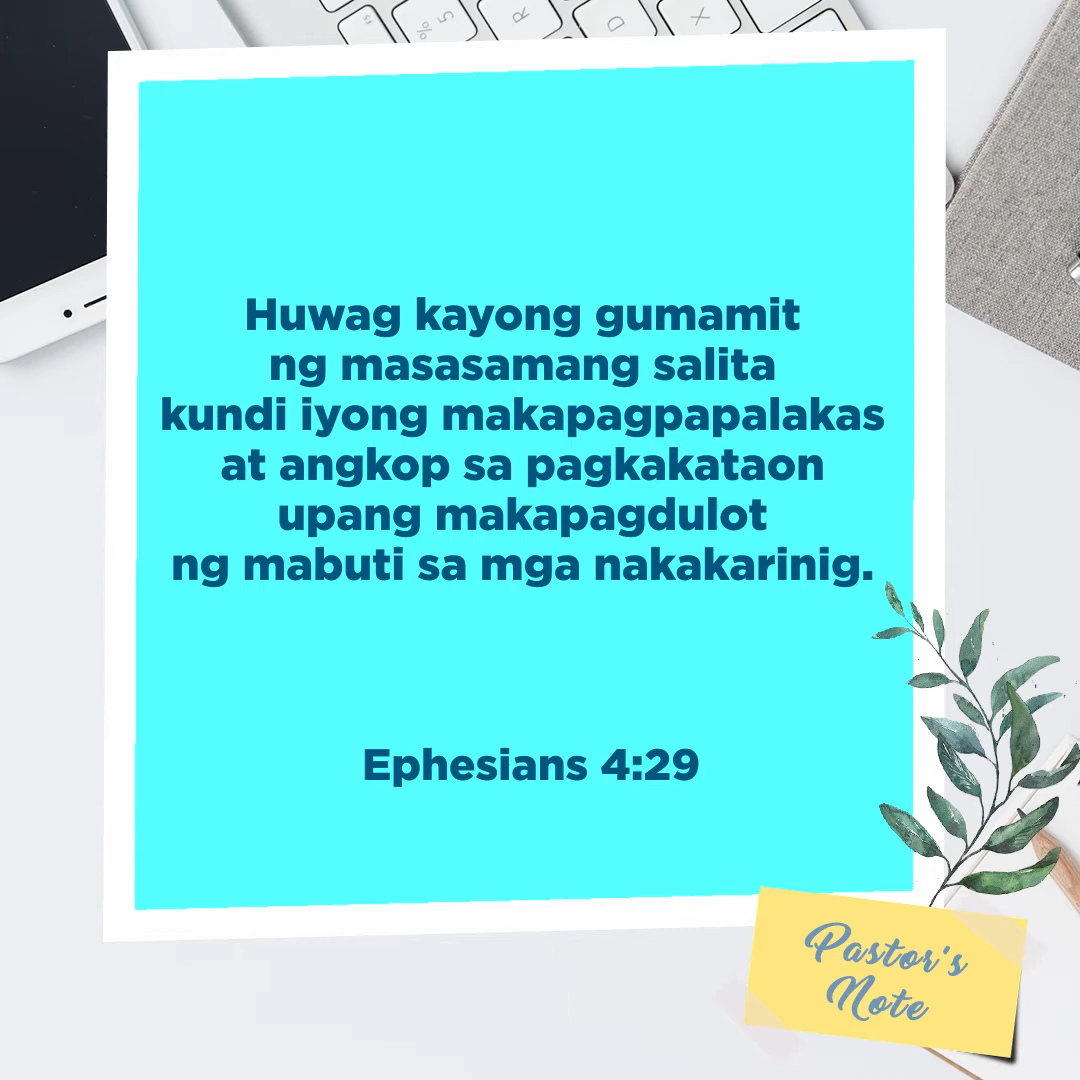 Huwag kayong gumamit
ng masasamang salita
kundi iyong makapagpapalakas
at angkop sa pagkakataon
upang makapagdulot
ng mabuti sa mga nakakarinig.
Ephesians 4:29
Pastor's
Note